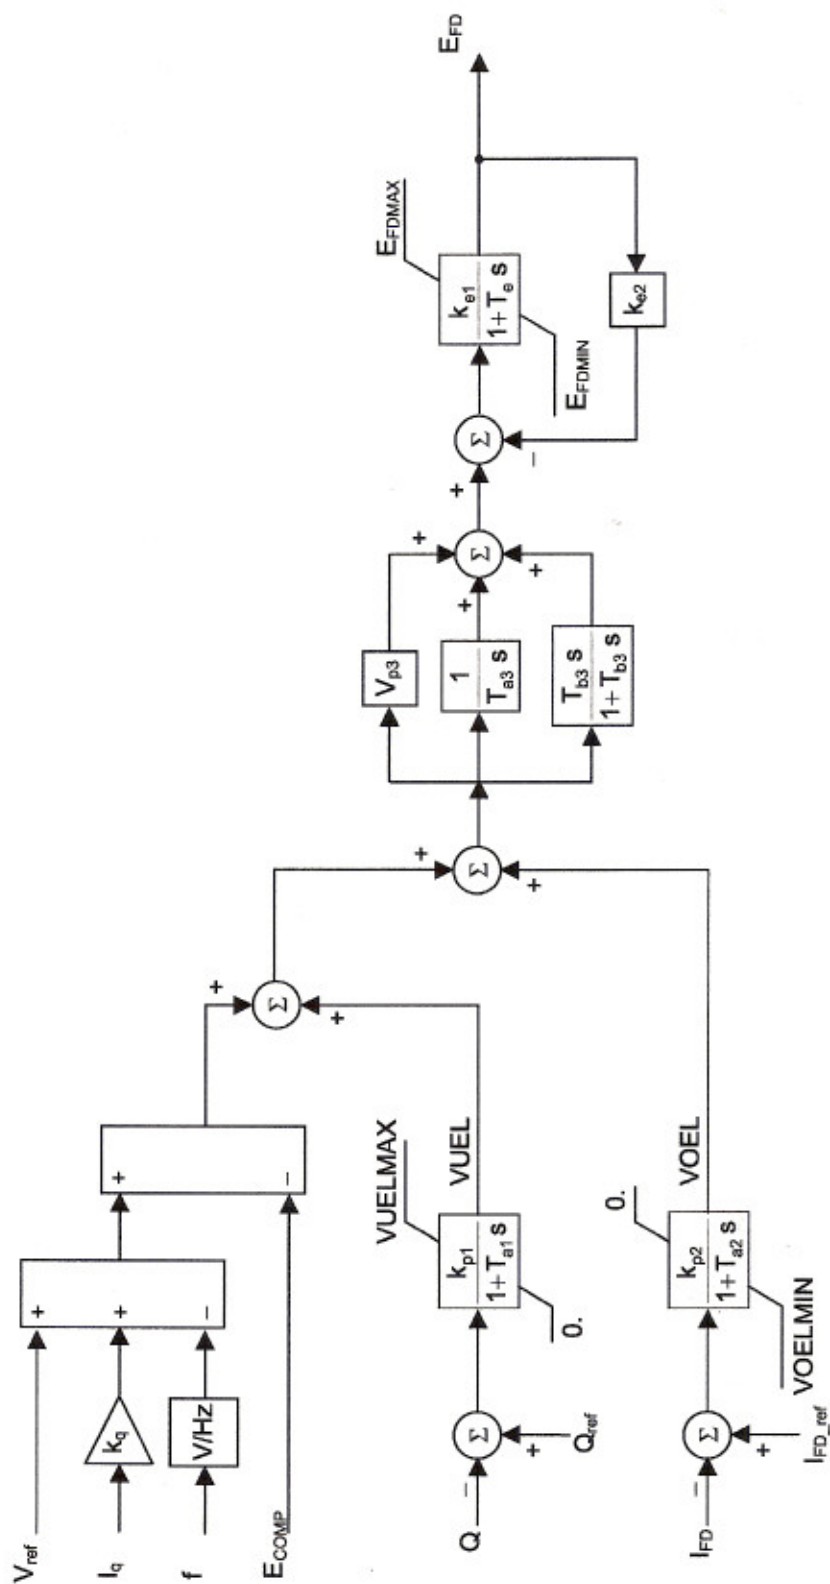 V_ref
I_q
f
E_COMP
k_q
V/Hz
+
+
−
+
−
Q
−
+
Q_ref
k_p1
1+T_a1 s
VUELMAX
0.
VUEL
+
+
Σ
Σ
I_FD
−
+
I_FD_ref
Σ
k_p2
1+T_a2 s
0.
VOELMIN
VOEL
+
+
Σ
V_p3
1
T_a3 s
T_b3 s
1+T_b3 s
+
+
+
Σ
+
−
Σ
k_e1
1+T_e s
E_FDMAX
E_FDMIN
k_e2
E_FD